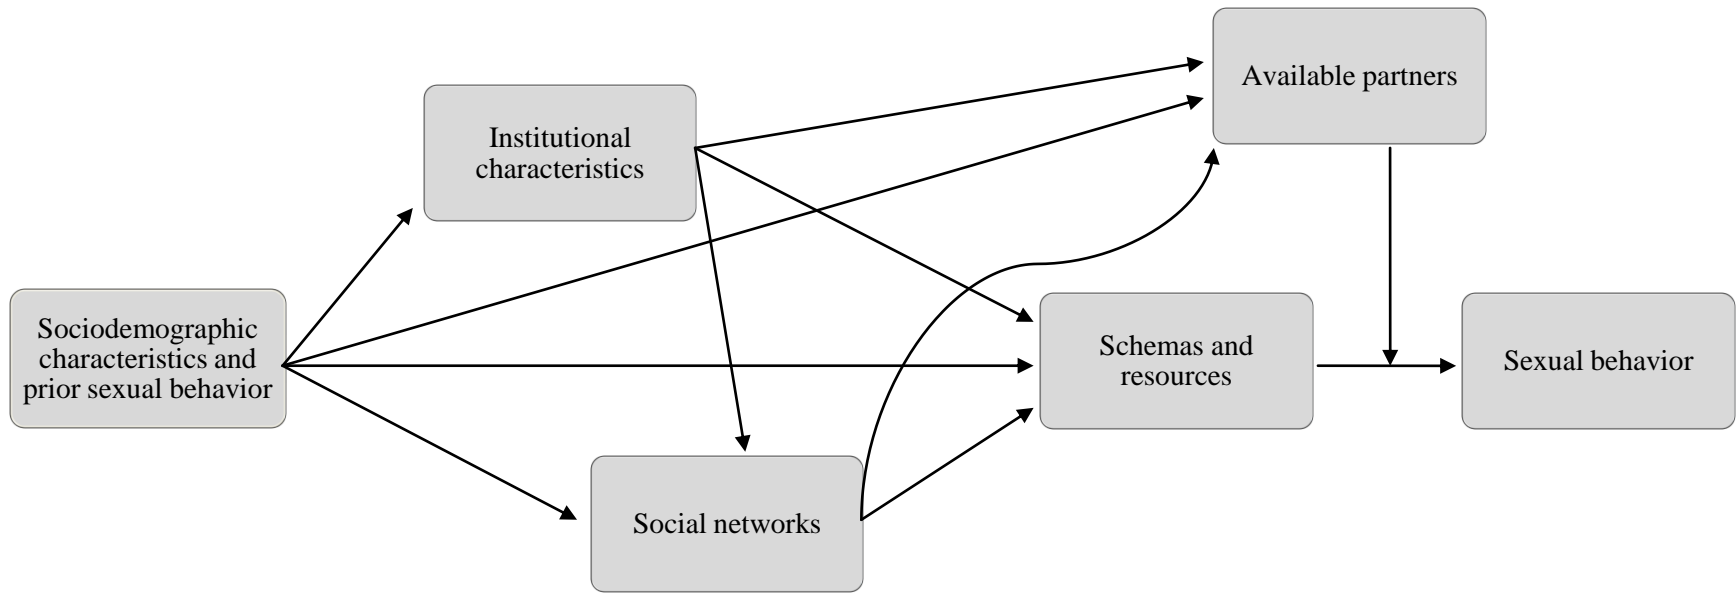 Available partners
Institutional
characteristics
Sociodemographic
characteristics and
prior sexual behavior
Schemas and
resources
Sexual behavior
Social networks